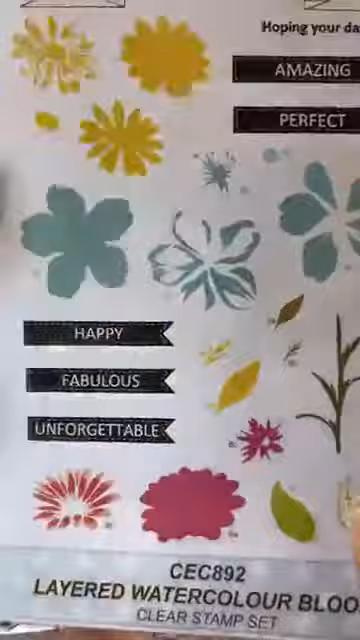 Hoping your da
AMAZING
PERFECT
HAPPY
FABULOUS
UNFORGETTABLE
CEC892
LAYERED WATERCOLOUR BLOO
CLEAR STAMP SET